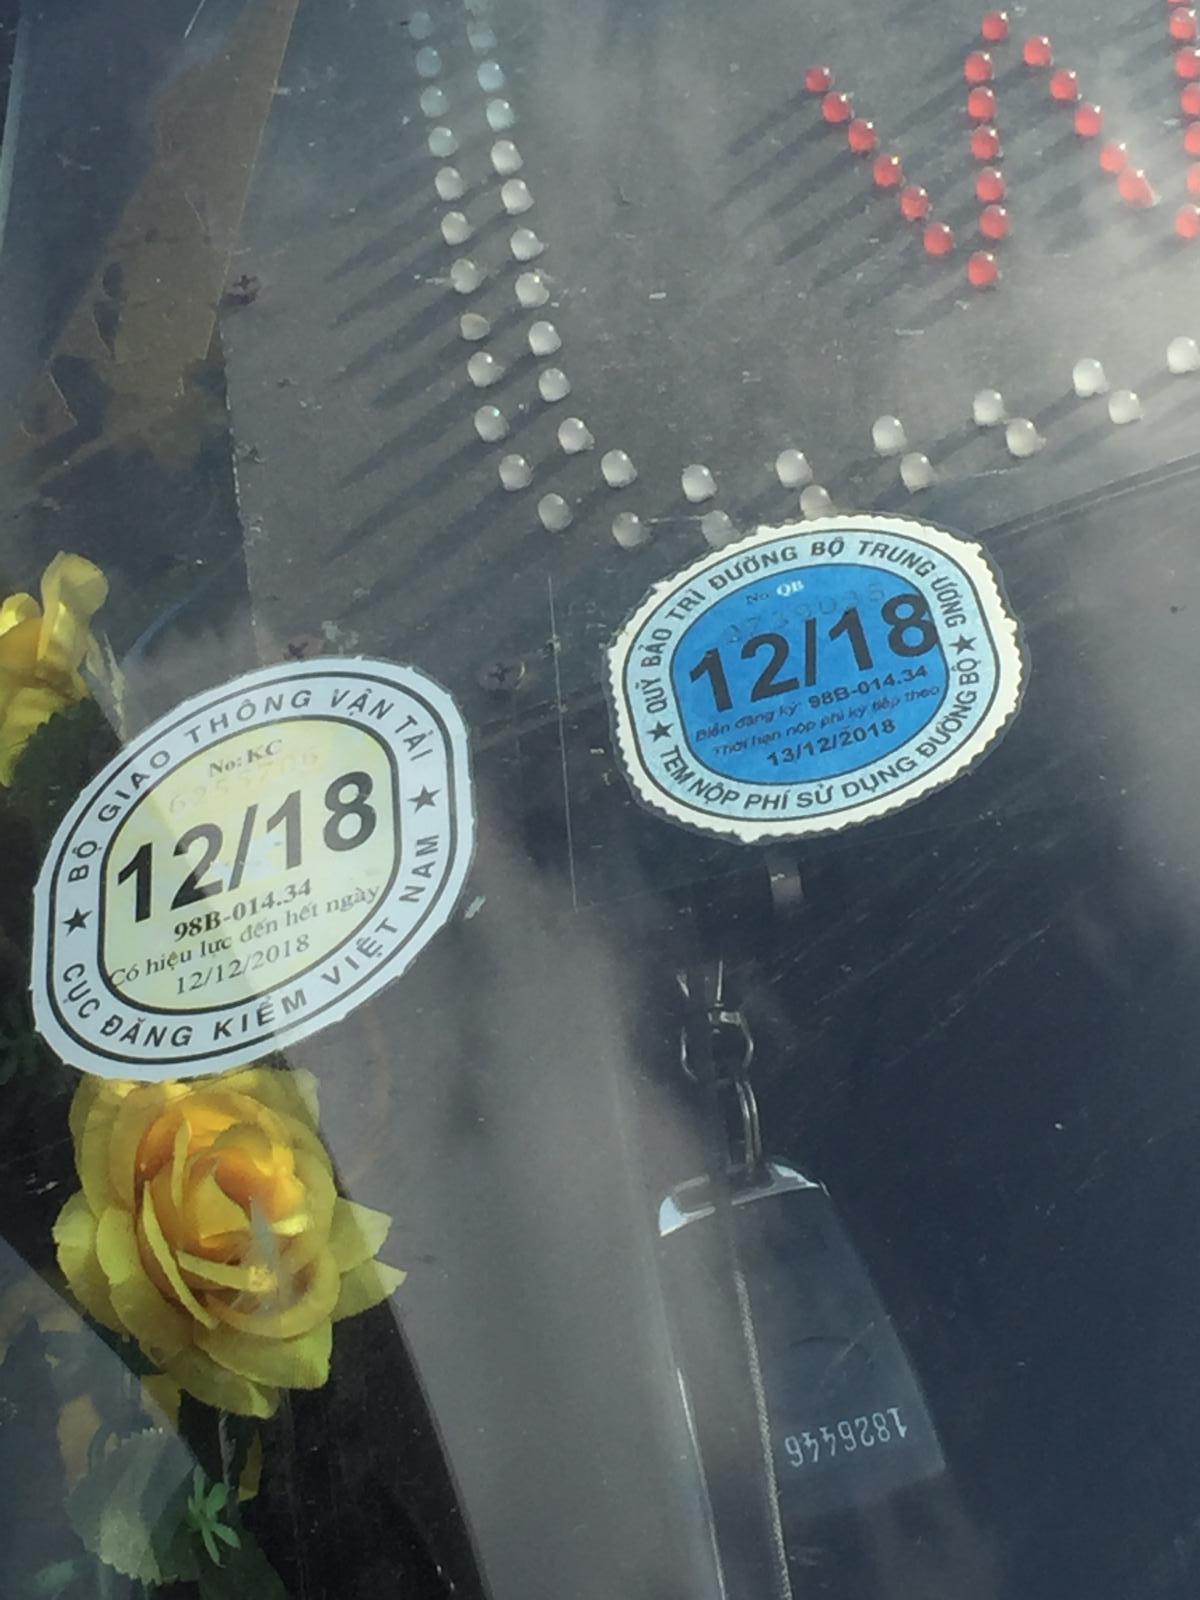 BỘ GIAO THÔNG VẬN TẢI
No: KC
12/18
98B-014.34
Có hiệu lực đến hết ngày
12/12/2018
CỤC ĐĂNG KIỂM VIỆT NAM
QUỸ BẢO TRÌ ĐƯỜNG BỘ TRUNG ƯƠNG
No: QB
12/18
Biển đăng ký: 98B-014.34
Thời hạn nộp phí kỳ tiếp theo
13/12/2018
TEM NỘP PHÍ SỬ DỤNG ĐƯỜNG BỘ
1826446